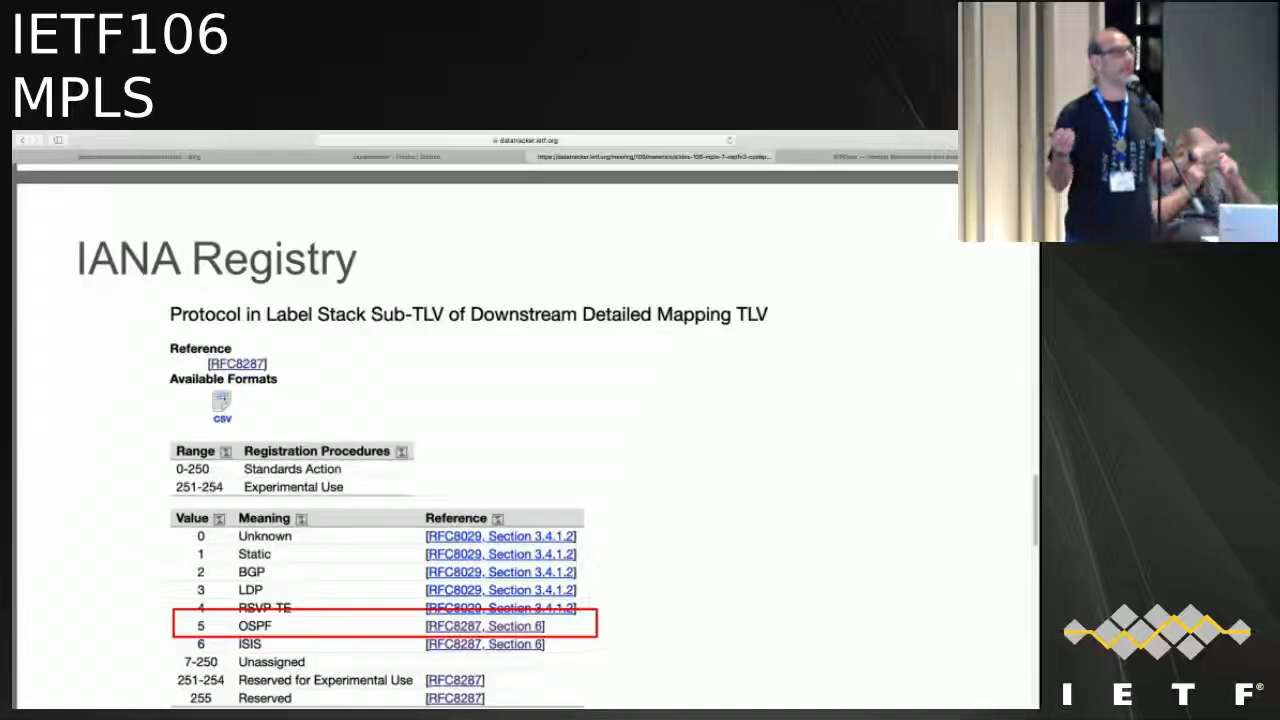 IETF106
MPLS
datatracker.ietf.org
IANA Registry
Protocol in Label Stack Sub-TLV of Downstream Detailed Mapping TLV
Reference
[RFC8287]
Available Formats
CSV
Range Registration Procedures
0-250 Standards Action
251-254 Experimental Use
Value Meaning Reference
0 Unknown [RFC8029, Section 3.4.1.2]
1 Static [RFC8029, Section 3.4.1.2]
2 BGP [RFC8029, Section 3.4.1.2]
3 LDP [RFC8029, Section 3.4.1.2]
4 RSVP-TE [RFC8029, Section 3.4.1.2]
5 OSPF [RFC8287, Section 6]
6 ISIS [RFC8287, Section 6]
7-250 Unassigned
251-254 Reserved for Experimental Use [RFC8287]
255 Reserved [RFC8287]
I E T F®